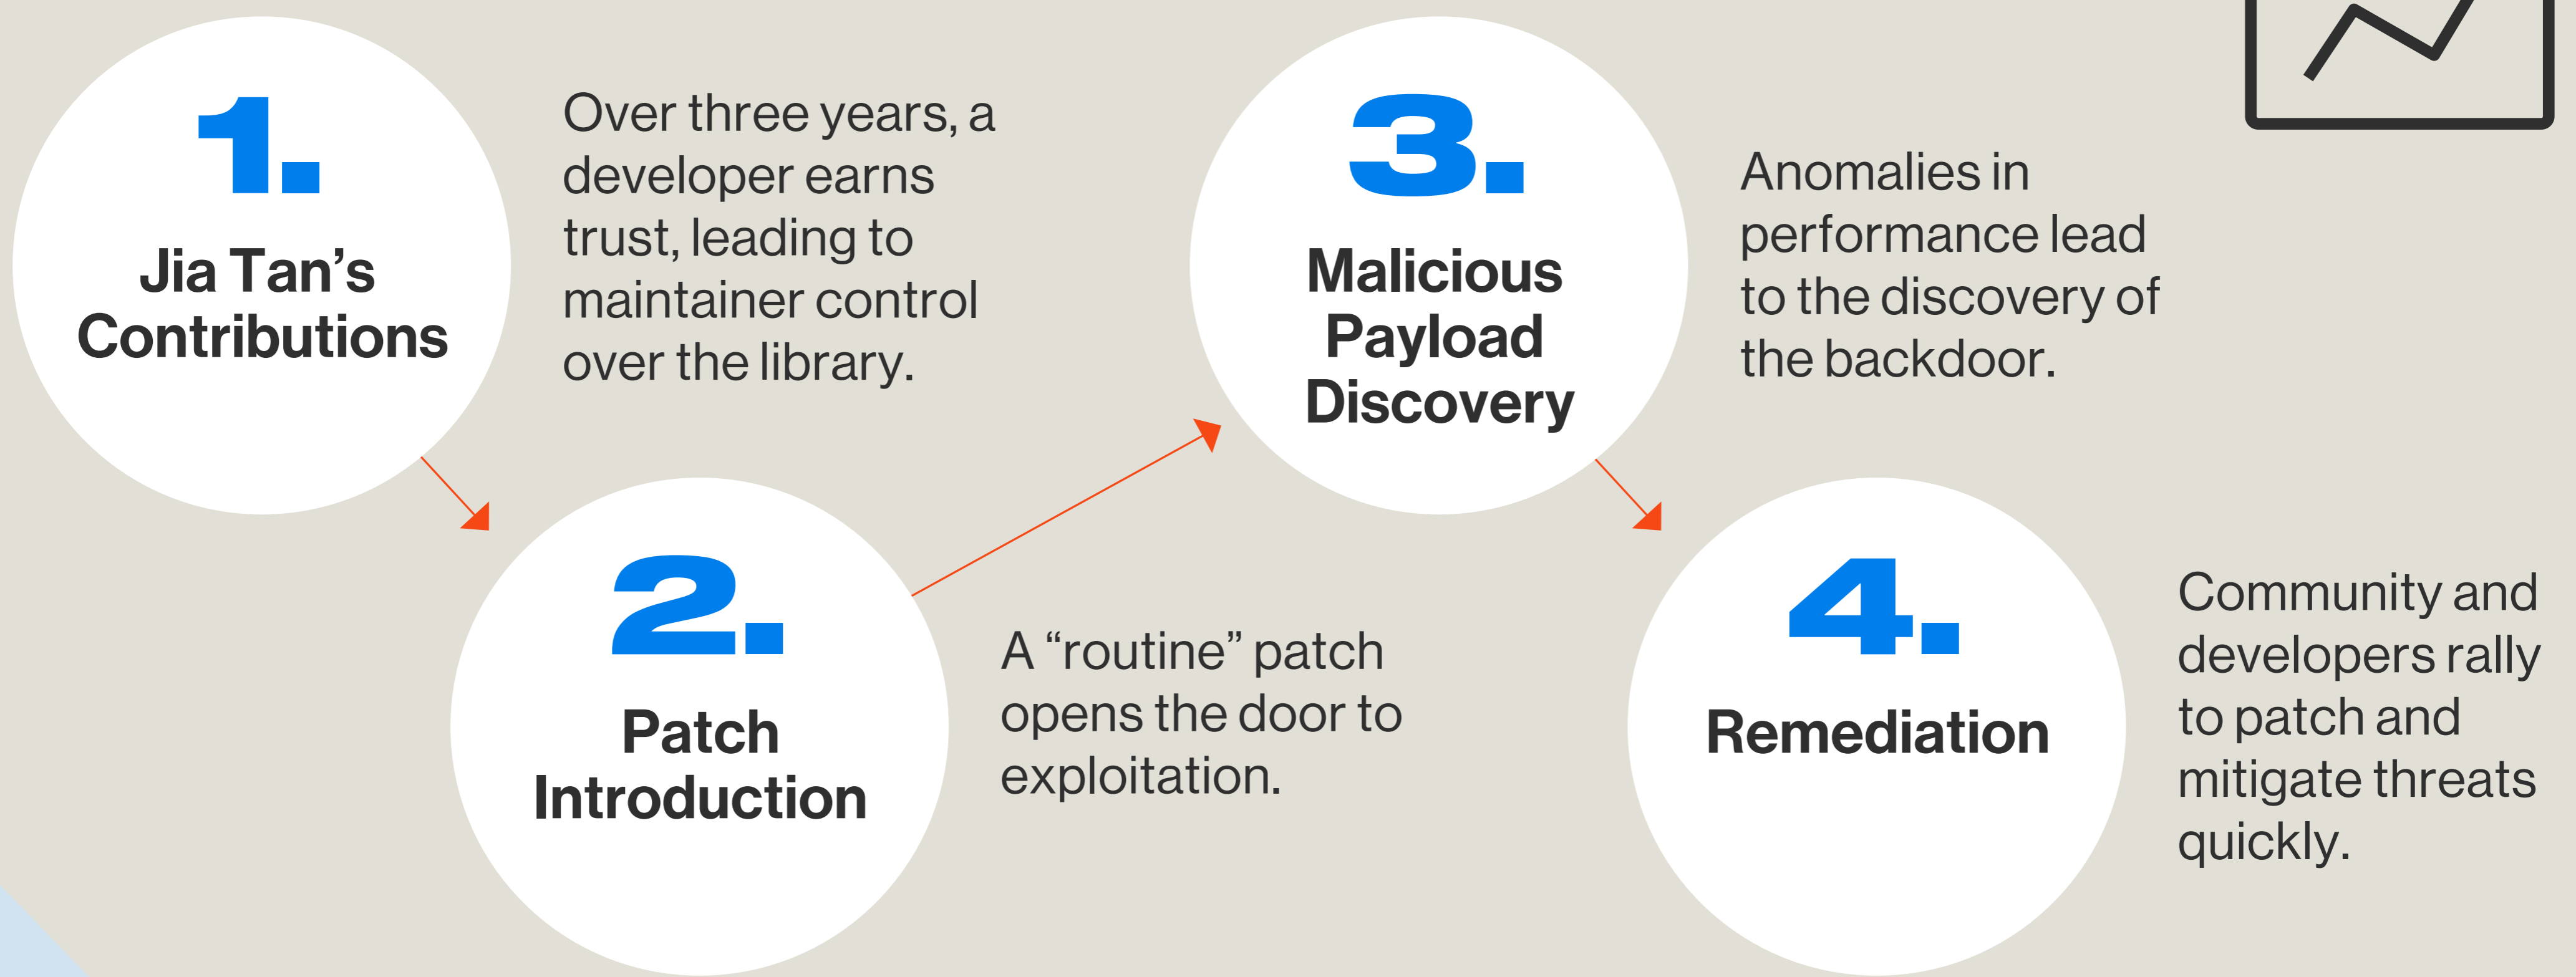 1.
Jia Tan’s
Contributions
Over three years, a
developer earns
trust, leading to
maintainer control
over the library.
2.
Patch
Introduction
A “routine” patch
opens the door to
exploitation.
3.
Malicious
Payload
Discovery
Anomalies in
performance lead
to the discovery of
the backdoor.
4.
Remediation
Community and
developers rally
to patch and
mitigate threats
quickly.